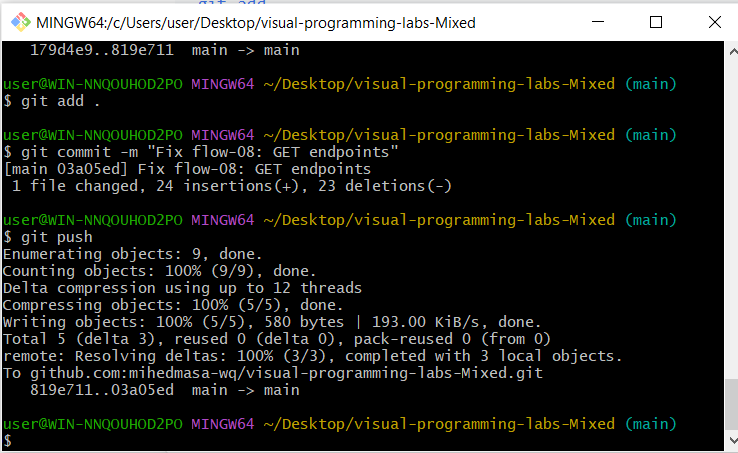 git add
MINGW64:/c/Users/user/Desktop/visual-programming-labs-Mixed
179d4e9..819e711  main -> main
user@WIN-NNQOUHOD2PO MINGW64 ~/Desktop/visual-programming-labs-Mixed (main)
$ git add .
user@WIN-NNQOUHOD2PO MINGW64 ~/Desktop/visual-programming-labs-Mixed (main)
$ git commit -m "Fix flow-08: GET endpoints"
[main 03a05ed] Fix flow-08: GET endpoints
1 file changed, 24 insertions(+), 23 deletions(-)
user@WIN-NNQOUHOD2PO MINGW64 ~/Desktop/visual-programming-labs-Mixed (main)
$ git push
Enumerating objects: 9, done.
Counting objects: 100% (9/9), done.
Delta compression using up to 12 threads
Compressing objects: 100% (5/5), done.
Writing objects: 100% (5/5), 580 bytes | 193.00 KiB/s, done.
Total 5 (delta 3), reused 0 (delta 0), pack-reused 0 (from 0)
remote: Resolving deltas: 100% (3/3), completed with 3 local objects.
To github.com:mihedmasa-wq/visual-programming-labs-Mixed.git
819e711..03a05ed  main -> main
user@WIN-NNQOUHOD2PO MINGW64 ~/Desktop/visual-programming-labs-Mixed (main)
$